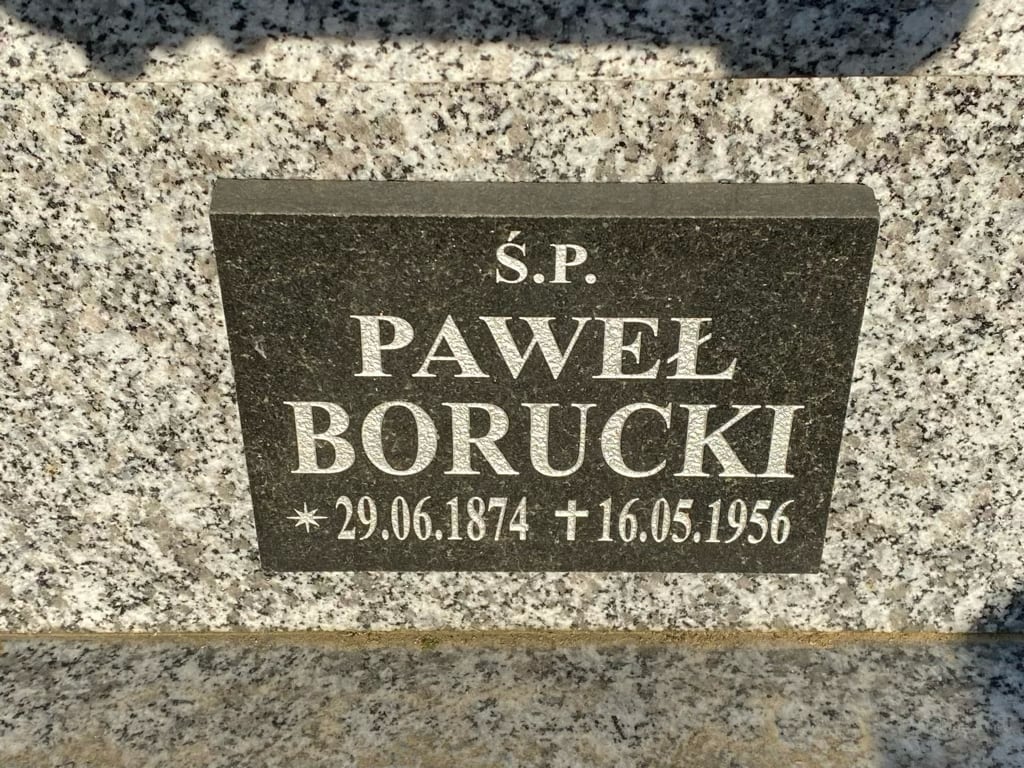 Ś.P.
PAWEŁ
BORUCKI
✴ 29.06.1874 ✝ 16.05.1956